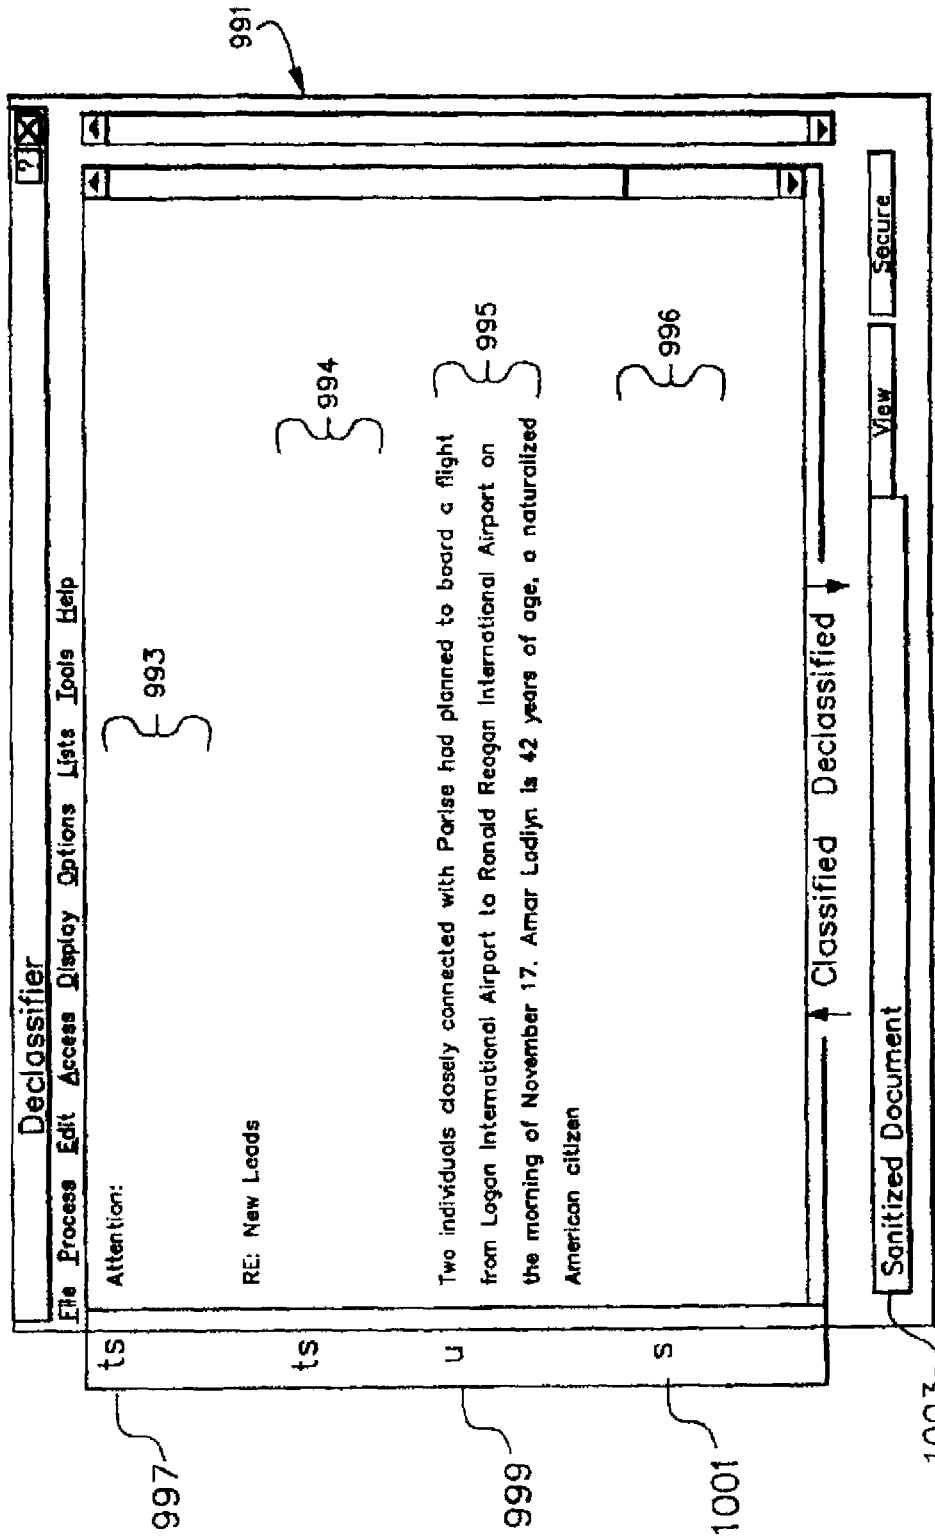 Declassifier
?
File Process Edit Access Display Options Lists Tools Help
991
ts
Attention:
993
997
RE: New Leads
ts
994
u
Two individuals closely connected with Parise had planned to board a flight
from Logan International Airport to Ronald Reagan International Airport on
the morning of November 17. Amar Ladlyn is 42 years of age, a naturalized
American citizen
995
999
s
996
1001
Classified Declassified
Sanitized Document
View
Secure
1003